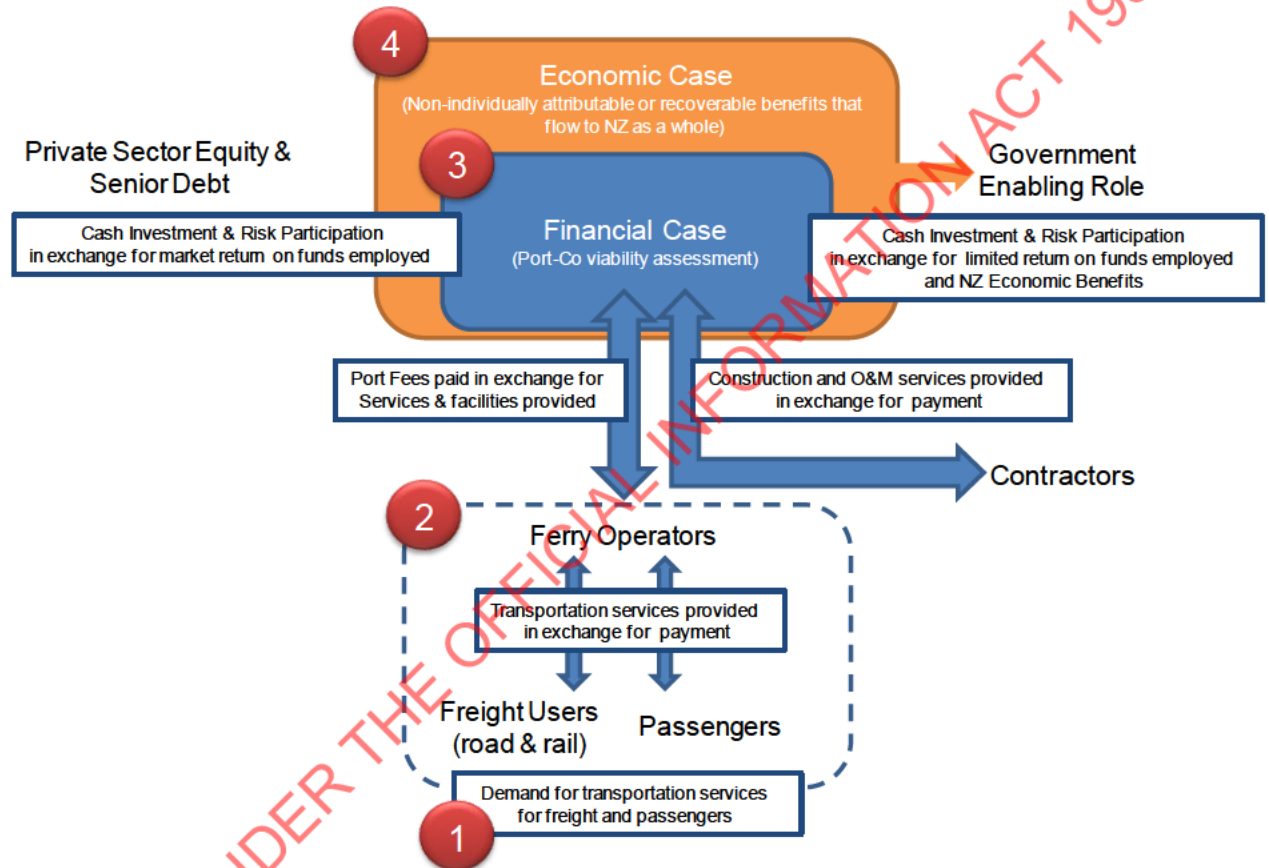 4
Economic Case
(Non-individually attributable or recoverable benefits that
flow to NZ as a whole)
Private Sector Equity &
Senior Debt
Cash Investment & Risk Participation
in exchange for market return on funds employed
3
Financial Case
(Port-Co viability assessment)
Government
Enabling Role
Cash Investment & Risk Participation
in exchange for limited return on funds employed
and NZ Economic Benefits
Port Fees paid in exchange for
Services & facilities provided
Construction and O&M services provided
in exchange for payment
Contractors
2
Ferry Operators
Transportation services provided
in exchange for payment
Freight Users
(road & rail)
Passengers
Demand for transportation services
for freight and passengers
1
THE OFFICIAL INFORMATION ACT